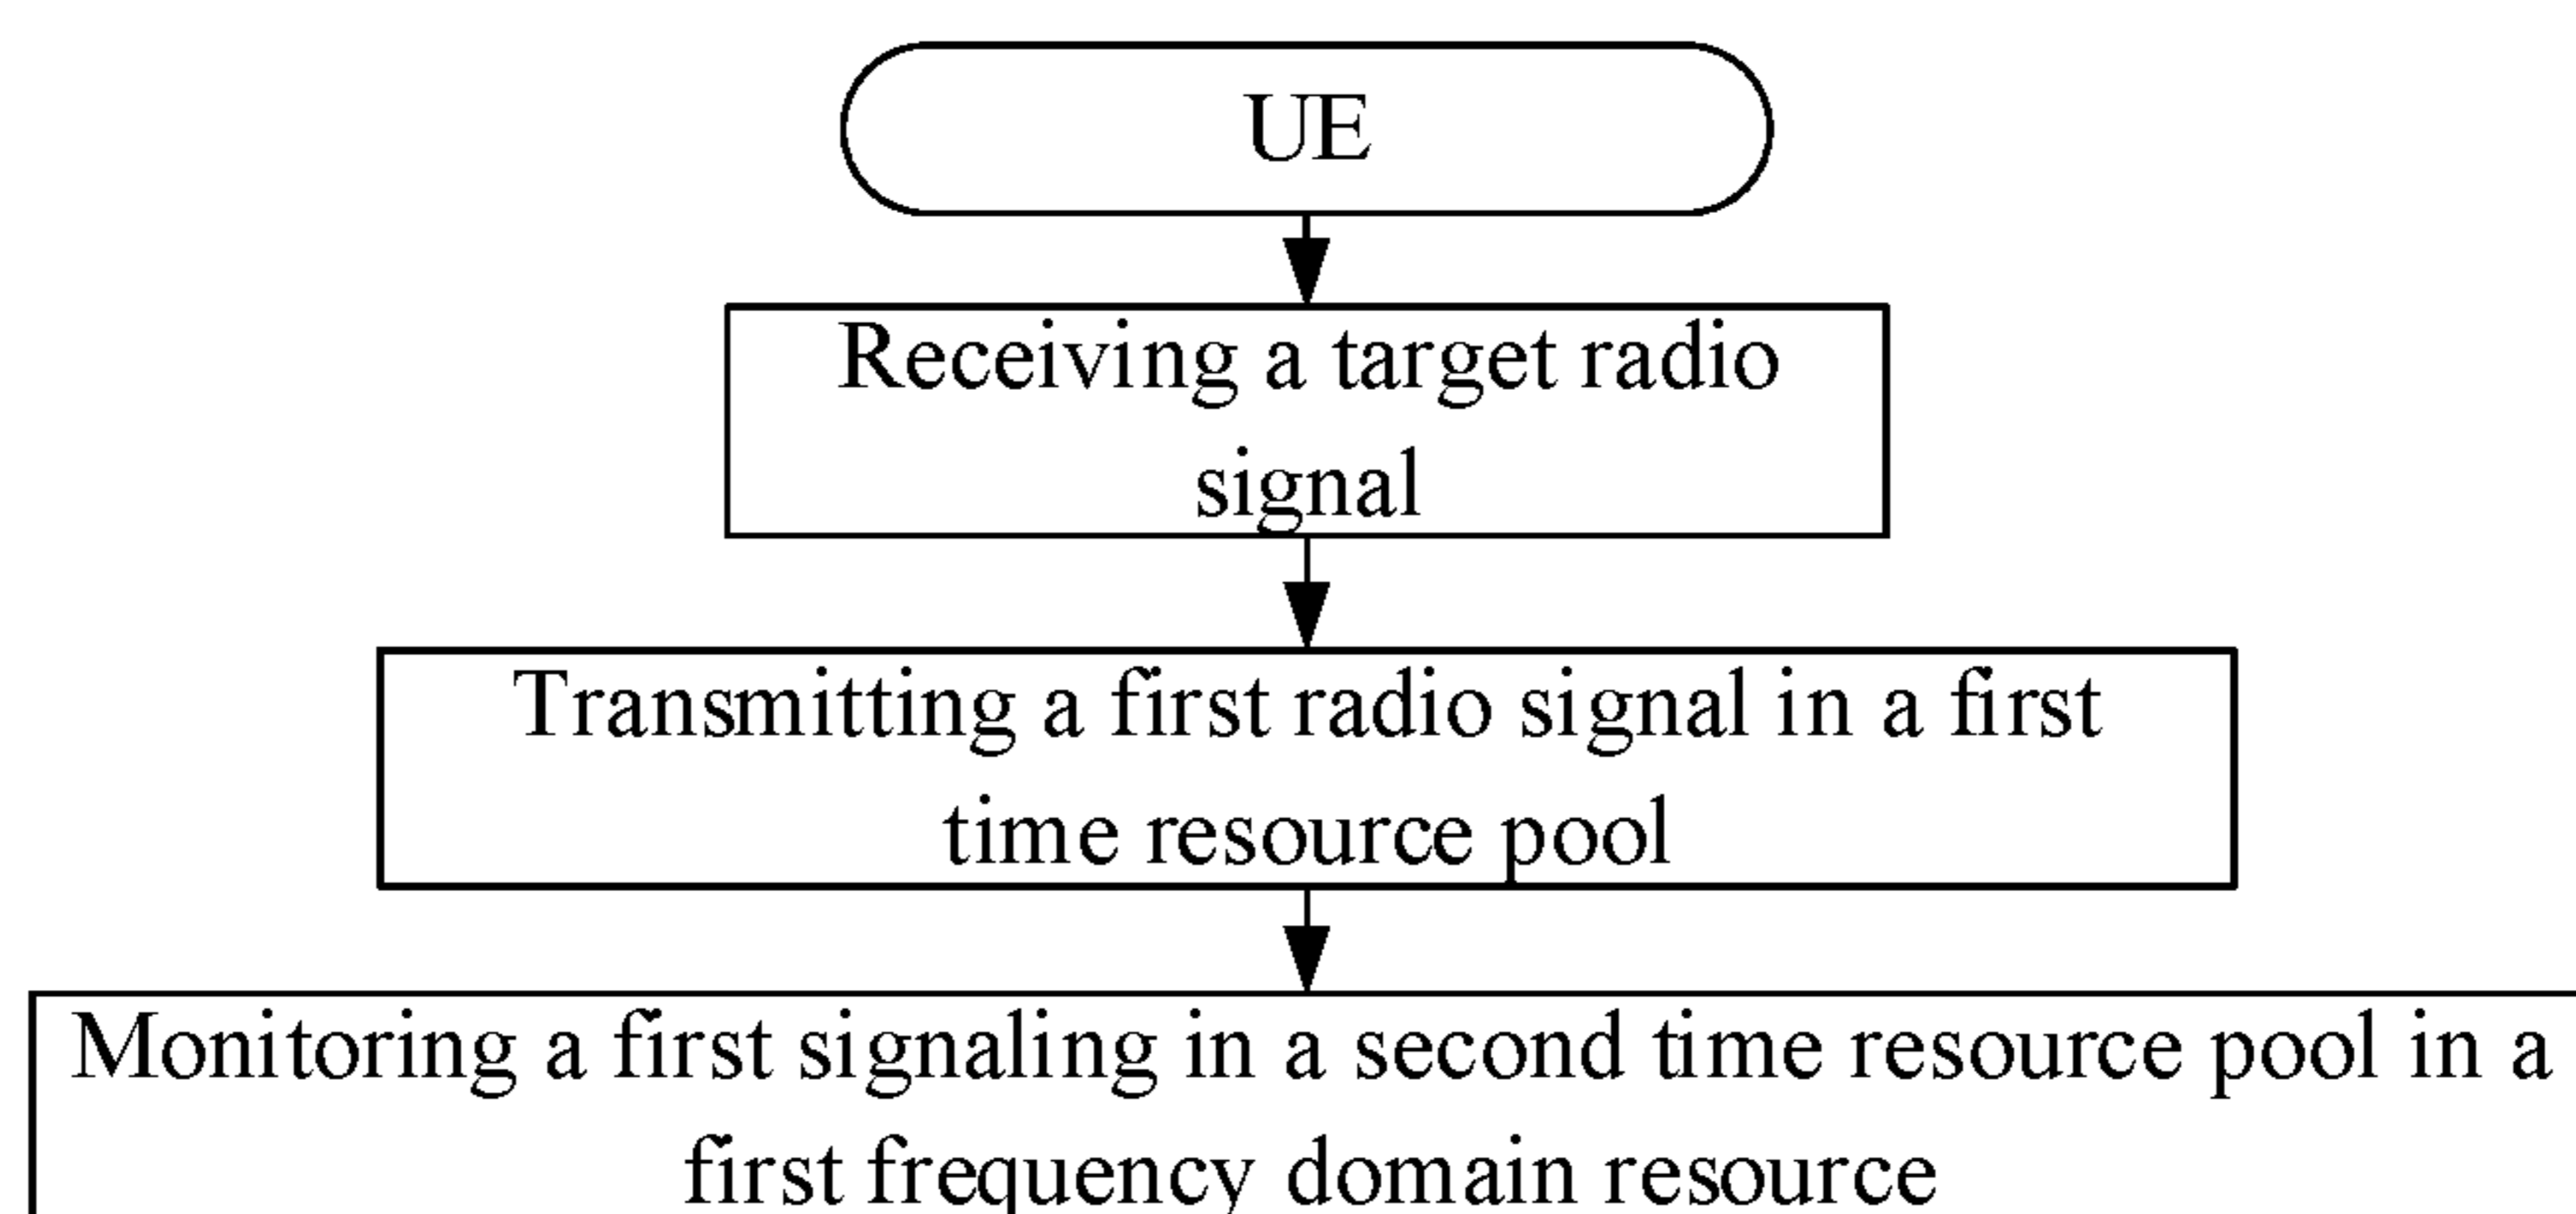 UE
Receiving a target radio
signal
Transmitting a first radio signal in a first
time resource pool
Monitoring a first signaling in a second time resource pool in a
first frequency domain resource